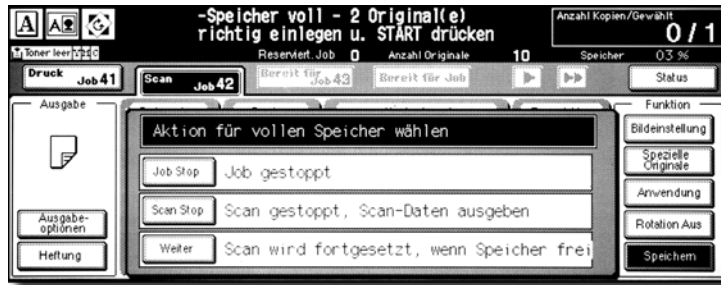 -Speicher voll - 2 Original(e)
richtig einlegen u. START drücken
Anzahl Kopien/Gewählt
0/1
Toner leer
Reserviert. Job 0 Anzahl Originale 10 Speicher 03 %
Druck Job 41
Scan Job 42
Bereit für Job 43
Bereit für Job
Status
Ausgabe
Funktion
Aktion für vollen Speicher wählen
Bildeinstellung
Job Stop
Job gestoppt
Spezielle
Originale
Scan Stop
Scan gestoppt, Scan-Daten ausgeben
Anwendung
Ausgabe-
optionen
Rotation Aus
Heftung
Weiter
Scan wird fortgesetzt, wenn Speicher frei
Speichern